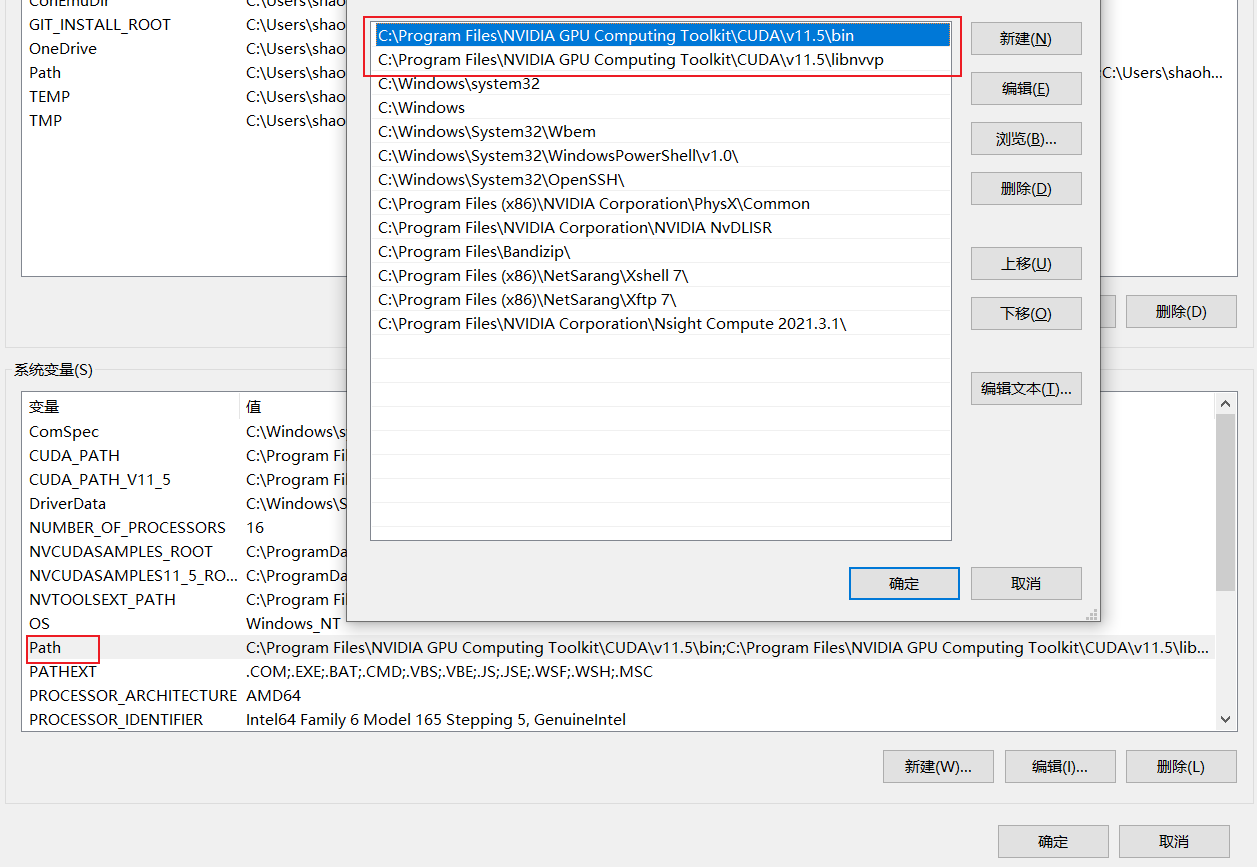 ConEmuDir C:\Users\shao
GIT_INSTALL_ROOT C:\Users\shao
OneDrive C:\Users\shao
Path C:\Users\shao
C:\Users\shaoh...
TEMP C:\Users\shao
TMP C:\Users\shao
C:\Program Files\NVIDIA GPU Computing Toolkit\CUDA\v11.5\bin
C:\Program Files\NVIDIA GPU Computing Toolkit\CUDA\v11.5\libnvvp
C:\Windows\system32
C:\Windows
C:\Windows\System32\Wbem
C:\Windows\System32\WindowsPowerShell\v1.0\
C:\Windows\System32\OpenSSH\
C:\Program Files (x86)\NVIDIA Corporation\PhysX\Common
C:\Program Files\NVIDIA Corporation\NVIDIA NvDLISR
C:\Program Files\Bandizip\
C:\Program Files (x86)\NetSarang\Xshell 7\
C:\Program Files (x86)\NetSarang\Xftp 7\
C:\Program Files\NVIDIA Corporation\Nsight Compute 2021.3.1\
新建(N)
编辑(E)
浏览(B)...
删除(D)
上移(U)
下移(O)
编辑文本(T)...
确定
取消
删除(D)
系统变量(S)
变量 值
ComSpec C:\Windows\s
CUDA_PATH C:\Program Fi
CUDA_PATH_V11_5 C:\Program Fi
DriverData C:\Windows\S
NUMBER_OF_PROCESSORS 16
NVCUDASAMPLES_ROOT C:\ProgramDa
NVCUDASAMPLES11_5_RO... C:\ProgramDa
NVTOOLSEXT_PATH C:\Program Fi
OS Windows_NT
Path C:\Program Files\NVIDIA GPU Computing Toolkit\CUDA\v11.5\bin;C:\Program Files\NVIDIA GPU Computing Toolkit\CUDA\v11.5\lib...
PATHEXT .COM;.EXE;.BAT;.CMD;.VBS;.VBE;.JS;.JSE;.WSF;.WSH;.MSC
PROCESSOR_ARCHITECTURE AMD64
PROCESSOR_IDENTIFIER Intel64 Family 6 Model 165 Stepping 5, GenuineIntel
新建(W)... 编辑(I)... 删除(L)
确定 取消